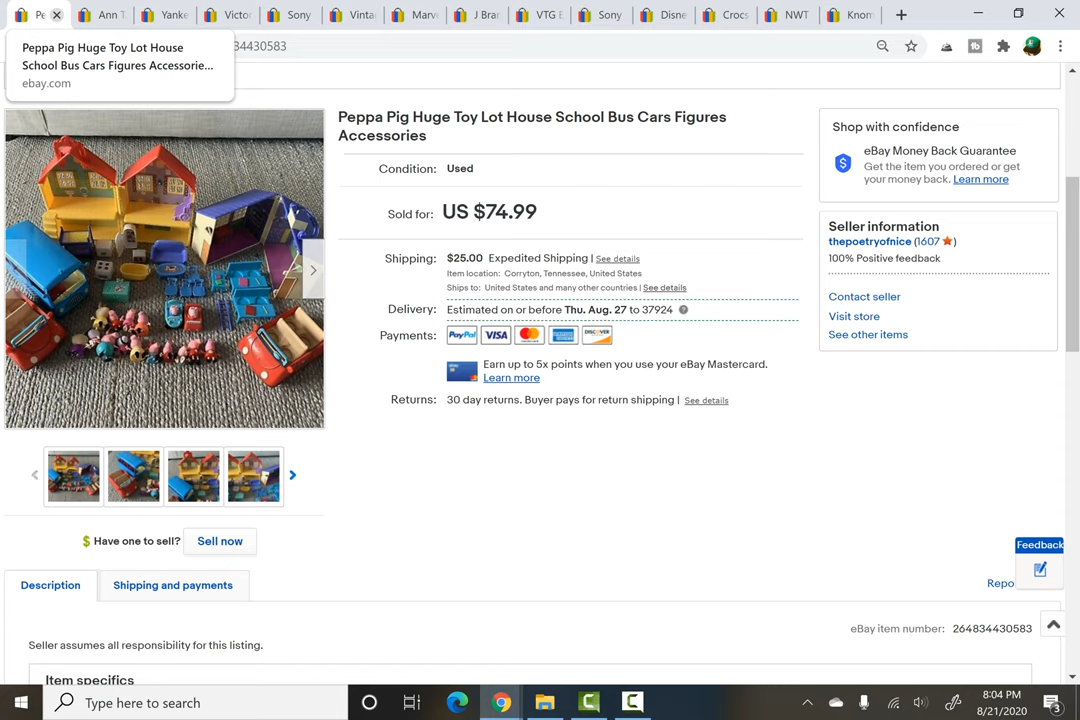 Pe
Ann T
Yanke
Victor
Sony
Vinta
Marv
J Bran
VTG E
Sony
Disne
Crocs
NWT
Knom
34430583
Peppa Pig Huge Toy Lot House
School Bus Cars Figures Accessorie...
ebay.com
Peppa Pig Huge Toy Lot House School Bus Cars Figures
Accessories
Condition: Used
Sold for: US $74.99
Shipping: $25.00 Expedited Shipping | See details
Item location: Corryton, Tennessee, United States
Ships to: United States and many other countries | See details
Delivery: Estimated on or before Thu. Aug. 27 to 37924
Payments: PayPal VISA
DISCOVER
Earn up to 5x points when you use your eBay Mastercard.
Learn more
Returns: 30 day returns. Buyer pays for return shipping | See details
Shop with confidence
eBay Money Back Guarantee
Get the item you ordered or get
your money back. Learn more
Seller information
thepoetryofnice (1607 ★)
100% Positive feedback
Contact seller
Visit store
See other items
Have one to sell? Sell now
Feedback
Repo
Description
Shipping and payments
eBay item number: 264834430583
Seller assumes all responsibility for this listing.
Item specifics
Type here to search
8:04 PM
8/21/2020
3